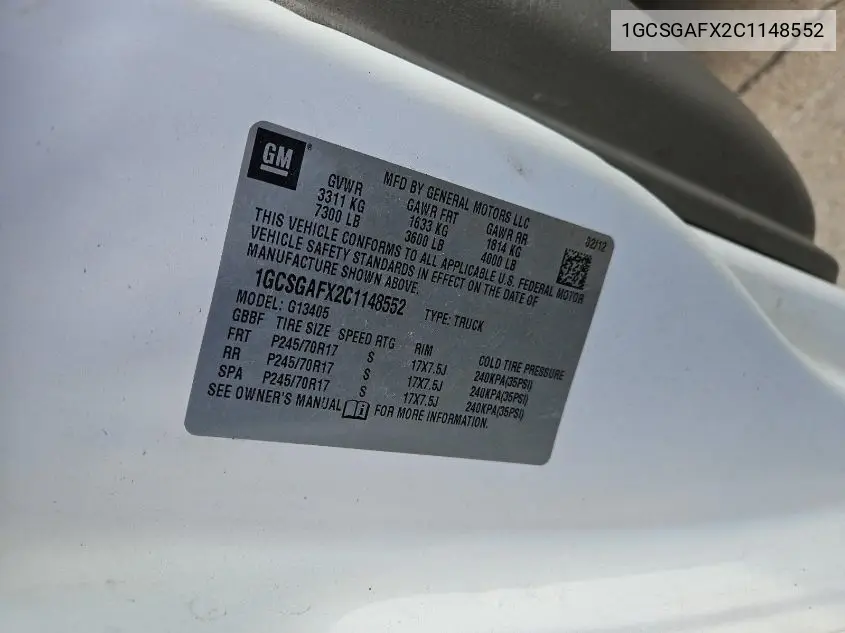 1GCSGAFX2C1148552
GM®
MFD BY GENERAL MOTORS LLC
02/12
GVWR GAWR FRT GAWR RR
3311 KG 1633 KG 1814 KG
7300 LB 3600 LB 4000 LB
THIS VEHICLE CONFORMS TO ALL APPLICABLE U.S. FEDERAL MOTOR
VEHICLE SAFETY STANDARDS IN EFFECT ON THE DATE OF
MANUFACTURE SHOWN ABOVE.
1GCSGAFX2C1148552 TYPE: TRUCK
MODEL: G13405
GBBF TIRE SIZE SPEED RTG RIM COLD TIRE PRESSURE
FRT P245/70R17 S 17X7.5J 240KPA(35PSI)
RR P245/70R17 S 17X7.5J 240KPA(35PSI)
SPA P245/70R17 S 17X7.5J 240KPA(35PSI)
SEE OWNER'S MANUAL FOR MORE INFORMATION.